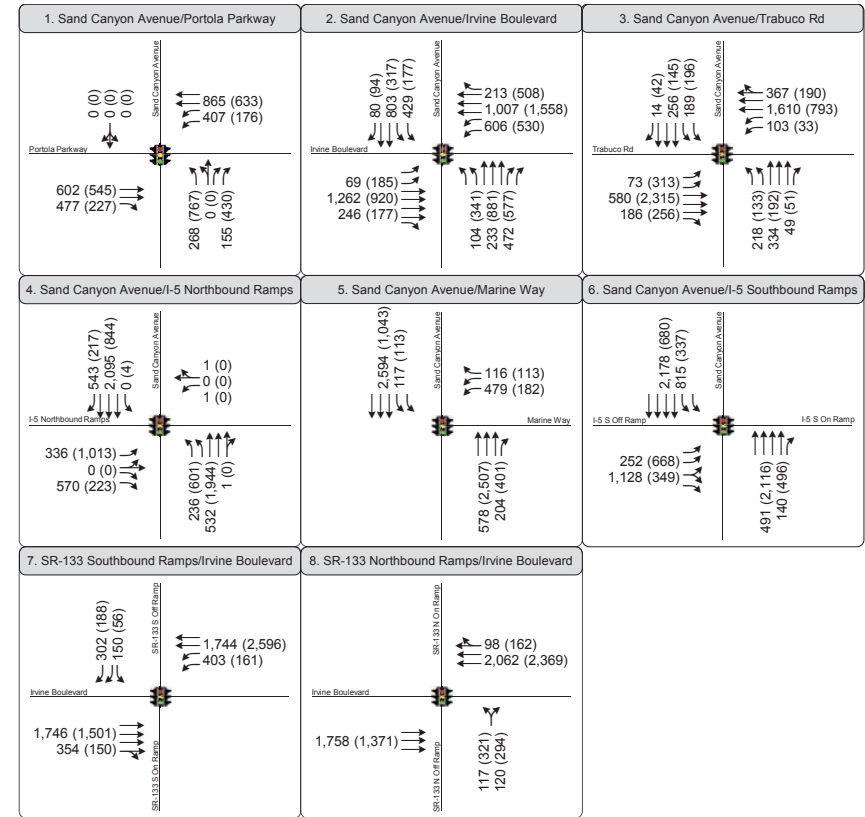 1. Sand Canyon Avenue/Portola Parkway
0 (0)
0 (0)
0 (0)
Sand Canyon Avenue
865 (633)
407 (176)
Portola Parkway
602 (545)
477 (227)
268 (767)
0 (0)
155 (430)
2. Sand Canyon Avenue/Irvine Boulevard
80 (94)
803 (317)
429 (177)
Sand Canyon Avenue
213 (508)
1,007 (1,558)
606 (530)
Irvine Boulevard
69 (185)
1,262 (920)
246 (177)
104 (341)
233 (881)
472 (577)
3. Sand Canyon Avenue/Trabuco Rd
14 (42)
256 (145)
189 (196)
Sand Canyon Avenue
367 (190)
1,610 (793)
103 (33)
Trabuco Rd
73 (313)
580 (2,315)
186 (256)
218 (133)
334 (192)
49 (51)
4. Sand Canyon Avenue/I-5 Northbound Ramps
543 (217)
2,095 (844)
0 (4)
Sand Canyon Avenue
1 (0)
0 (0)
1 (0)
I-5 Northbound Ramps
336 (1,013)
0 (0)
570 (223)
236 (601)
532 (1,944)
1 (0)
5. Sand Canyon Avenue/Marine Way
2,594 (1,043)
117 (113)
Sand Canyon Avenue
116 (113)
479 (182)
Marine Way
578 (2,507)
204 (401)
6. Sand Canyon Avenue/I-5 Southbound Ramps
2,178 (680)
815 (337)
Sand Canyon Avenue
I-5 S Off Ramp
I-5 S On Ramp
252 (668)
1,128 (349)
491 (2,116)
140 (496)
7. SR-133 Southbound Ramps/Irvine Boulevard
302 (188)
150 (56)
SR-133 S Off Ramp
1,744 (2,596)
403 (161)
Irvine Boulevard
1,746 (1,501)
354 (150)
SR-133 S On Ramp
8. SR-133 Northbound Ramps/Irvine Boulevard
SR-133 N On Ramp
98 (162)
2,062 (2,369)
Irvine Boulevard
1,758 (1,371)
SR-133 N Off Ramp
117 (321)
120 (294)